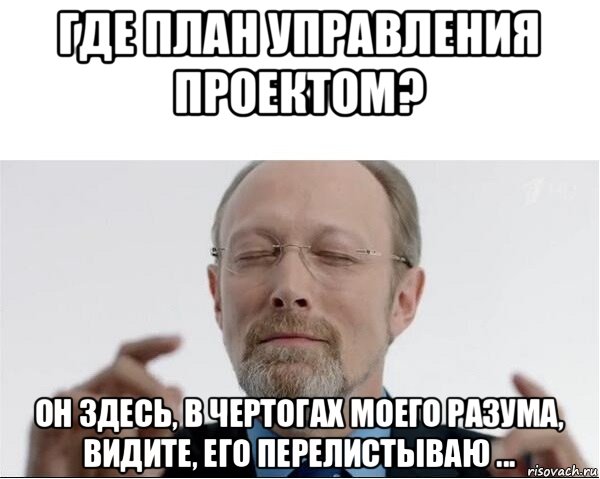 ГДЕ ПЛАН УПРАВЛЕНИЯ
ПРОЕКТОМ?
ОН ЗДЕСЬ, В ЧЕРТОГАХ МОЕГО РАЗУМА,
ВИДИТЕ, ЕГО ПЕРЕЛИСТЫВАЮ ...
risovach.ru